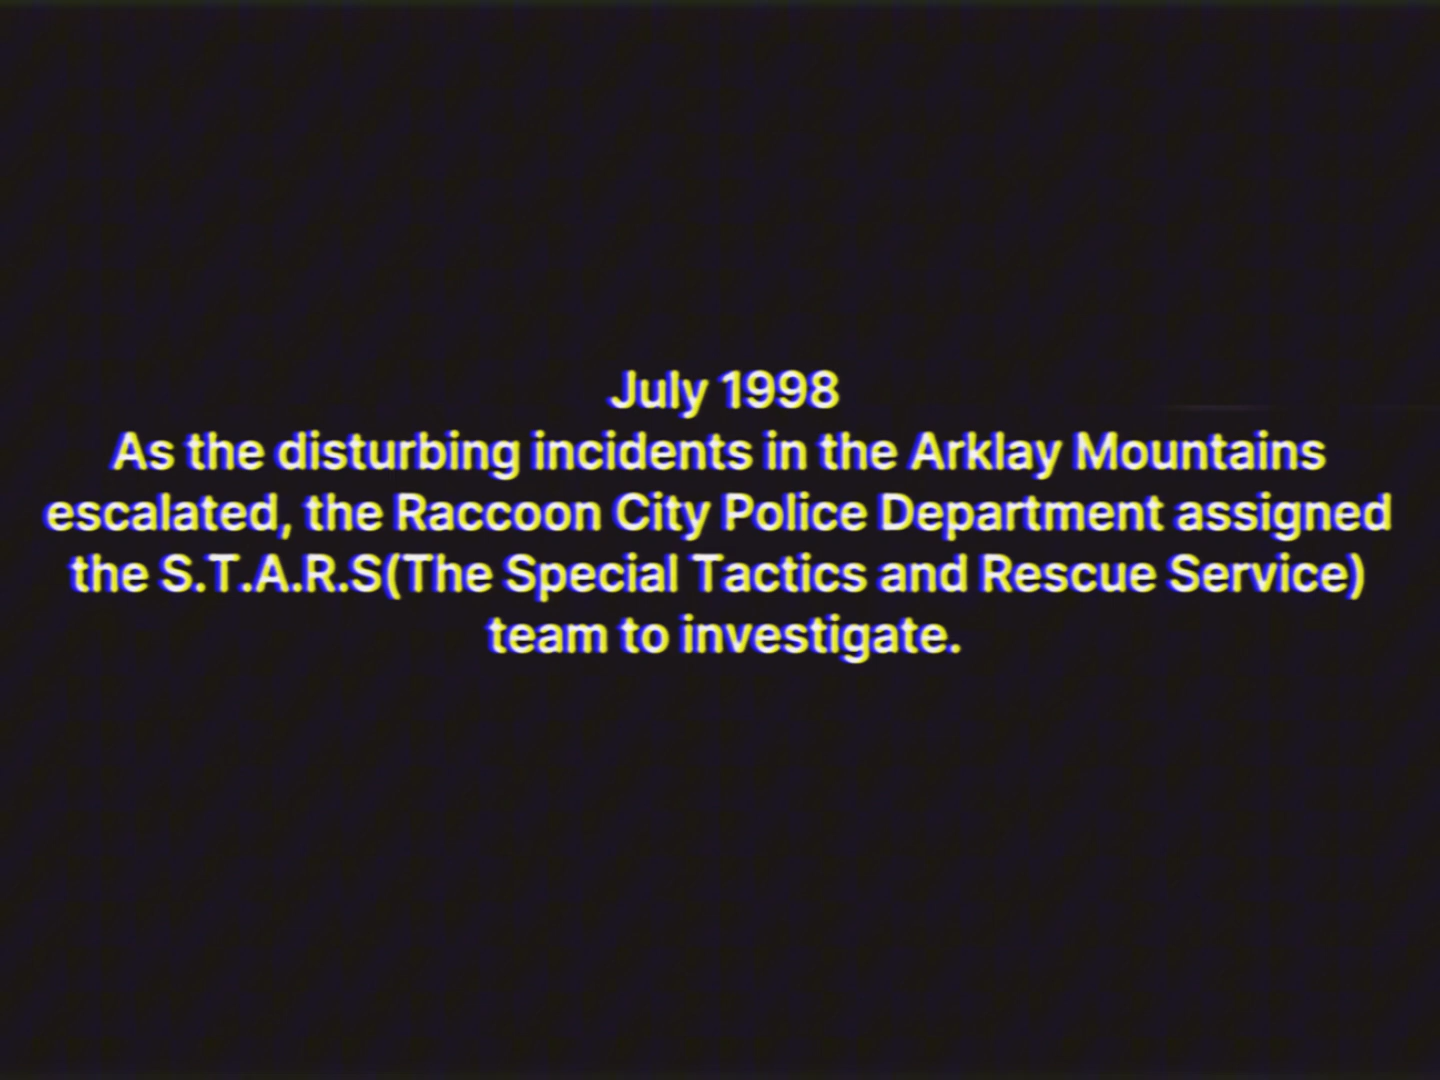 July 1998
As the disturbing incidents in the Arklay Mountains
escalated, the Raccoon City Police Department assigned
the S.T.A.R.S(The Special Tactics and Rescue Service)
team to investigate.